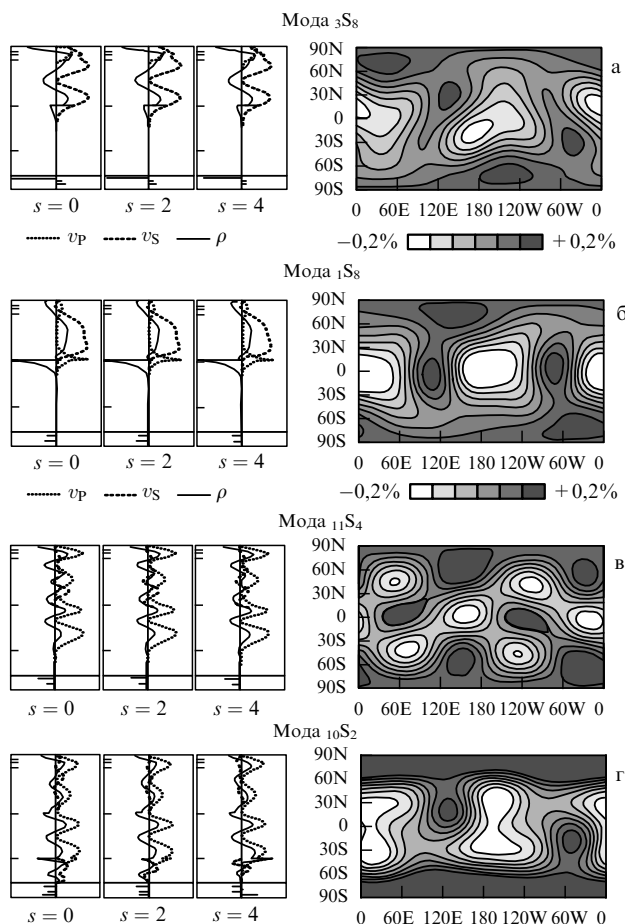 Мода ₃S₈
90N
60N
30N
0
30S
60S
90S
а
0 60E 120E 180 120W 60W 0
s = 0 s = 2 s = 4
v_P v_S ρ
−0,2% +0,2%
Мода ₁S₈
90N
60N
30N
0
30S
60S
90S
б
0 60E 120E 180 120W 60W 0
s = 0 s = 2 s = 4
v_P v_S ρ
−0,2% +0,2%
Мода ₁₁S₄
90N
60N
30N
0
30S
60S
90S
в
0 60E 120E 180 120W 0
s = 0 s = 2 s = 4
Мода ₁₀S₂
90N
60N
30N
0
30S
60S
90S
г
0 60E 120E 180 120W 60W 0
s = 0 s = 2 s = 4